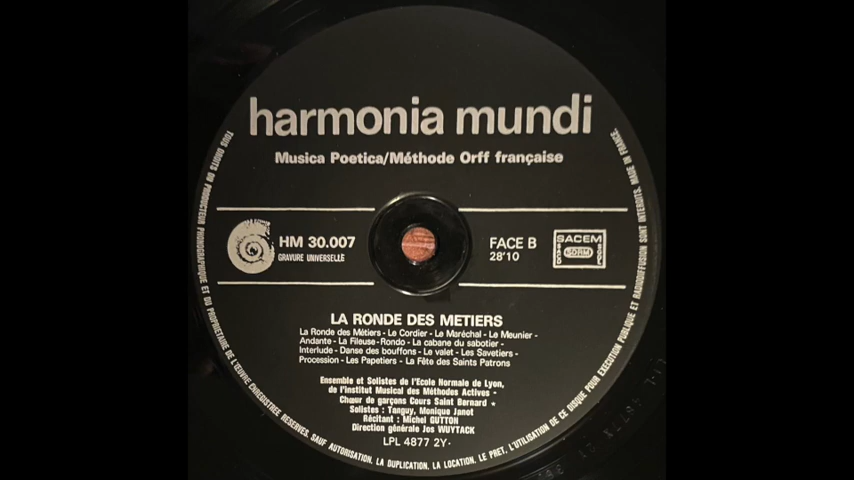 harmonia mundi
Musica Poetica/Méthode Orff française
HM 30.007
GRAVURE UNIVERSELLE
FACE B
28'10
SACEM
SDRM
LA RONDE DES METIERS
La Ronde des Métiers - Le Cordier - Le Maréchal - Le Meunier -
Andante - La Fileuse - Rondo - La cabane du sabotier -
Interlude - Danse des bouffons - Le valet - Les Savetiers -
Procession - Les Papetiers - La Fête des Saints Patrons
Ensemble et Solistes de l'Ecole Normale de Lyon,
de l'Institut Musical des Méthodes Actives -
Chœur de garçons Cours Saint Bernard ★
Solistes : Tanguy, Monique Janot
Récitant : Michel GUTTON
Direction générale Jos WUYTACK
LPL 4877 2Y·
TOUS DROITS DU PRODUCTEUR PHONOGRAPHIQUE ET DU PROPRIETAIRE DE L'ŒUVRE ENREGISTREE RESERVES. SAUF AUTORISATION, LA DUPLICATION, LA LOCATION, LE PRET, L'UTILISATION DE CE DISQUE POUR EXECUTION PUBLIQUE ET RADIODIFFUSION SONT INTERDITS. MADE IN FRANCE.